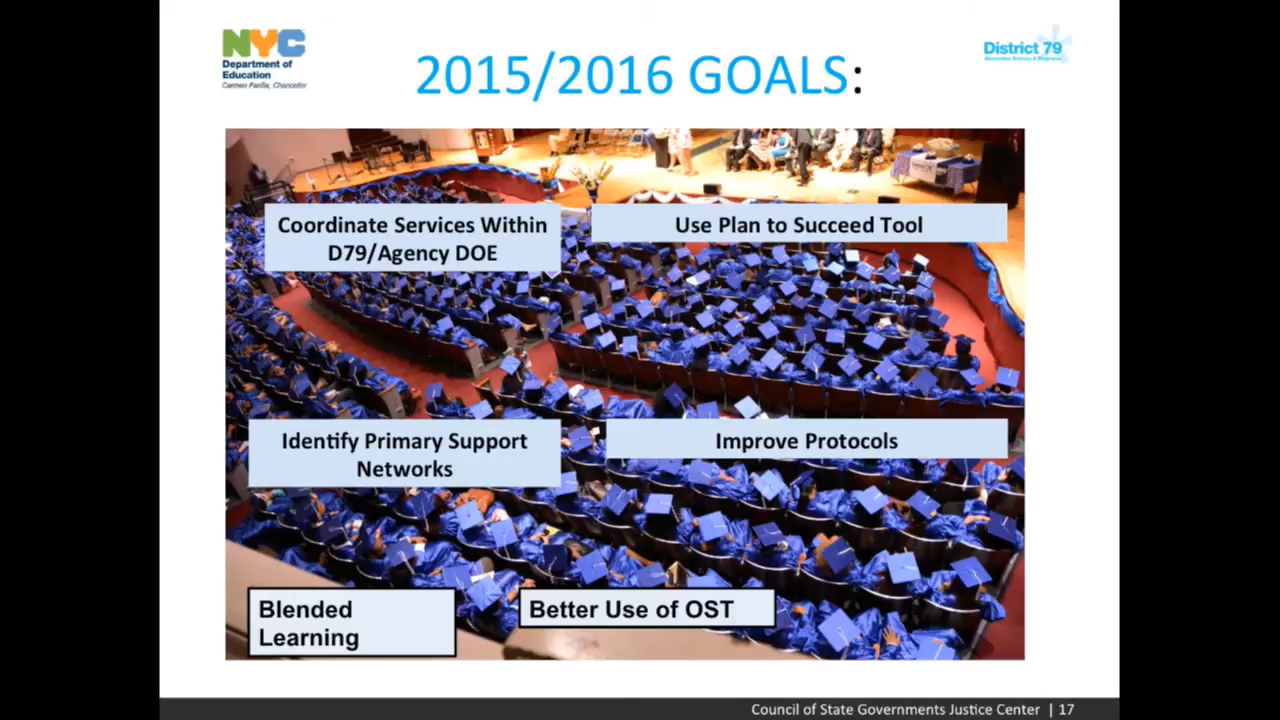 NYC
Department of
Education
Carmen Fariña, Chancellor
District 79
2015/2016 GOALS:
Coordinate Services Within
D79/Agency DOE
Use Plan to Succeed Tool
Identify Primary Support
Networks
Improve Protocols
Blended
Learning
Better Use of OST
Council of State Governments Justice Center | 17